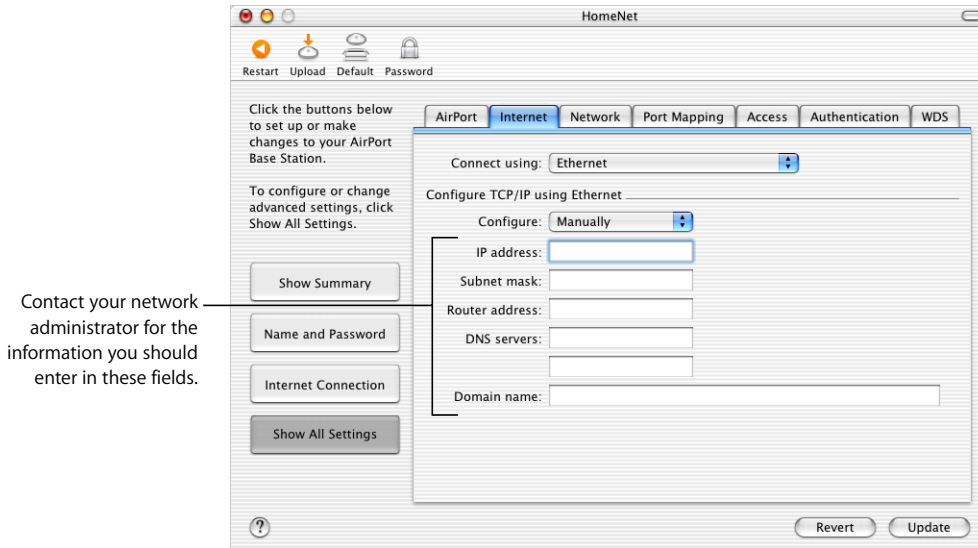 HomeNet
Restart Upload Default Password
Click the buttons below
to set up or make
changes to your AirPort
Base Station.
To configure or change
advanced settings, click
Show All Settings.
Show Summary
Name and Password
Internet Connection
Show All Settings
AirPort Internet Network Port Mapping Access Authentication WDS
Connect using: Ethernet
Configure TCP/IP using Ethernet
Configure: Manually
IP address:
Subnet mask:
Router address:
DNS servers:
Domain name:
Contact your network
administrator for the
information you should
enter in these fields.
?
Revert Update